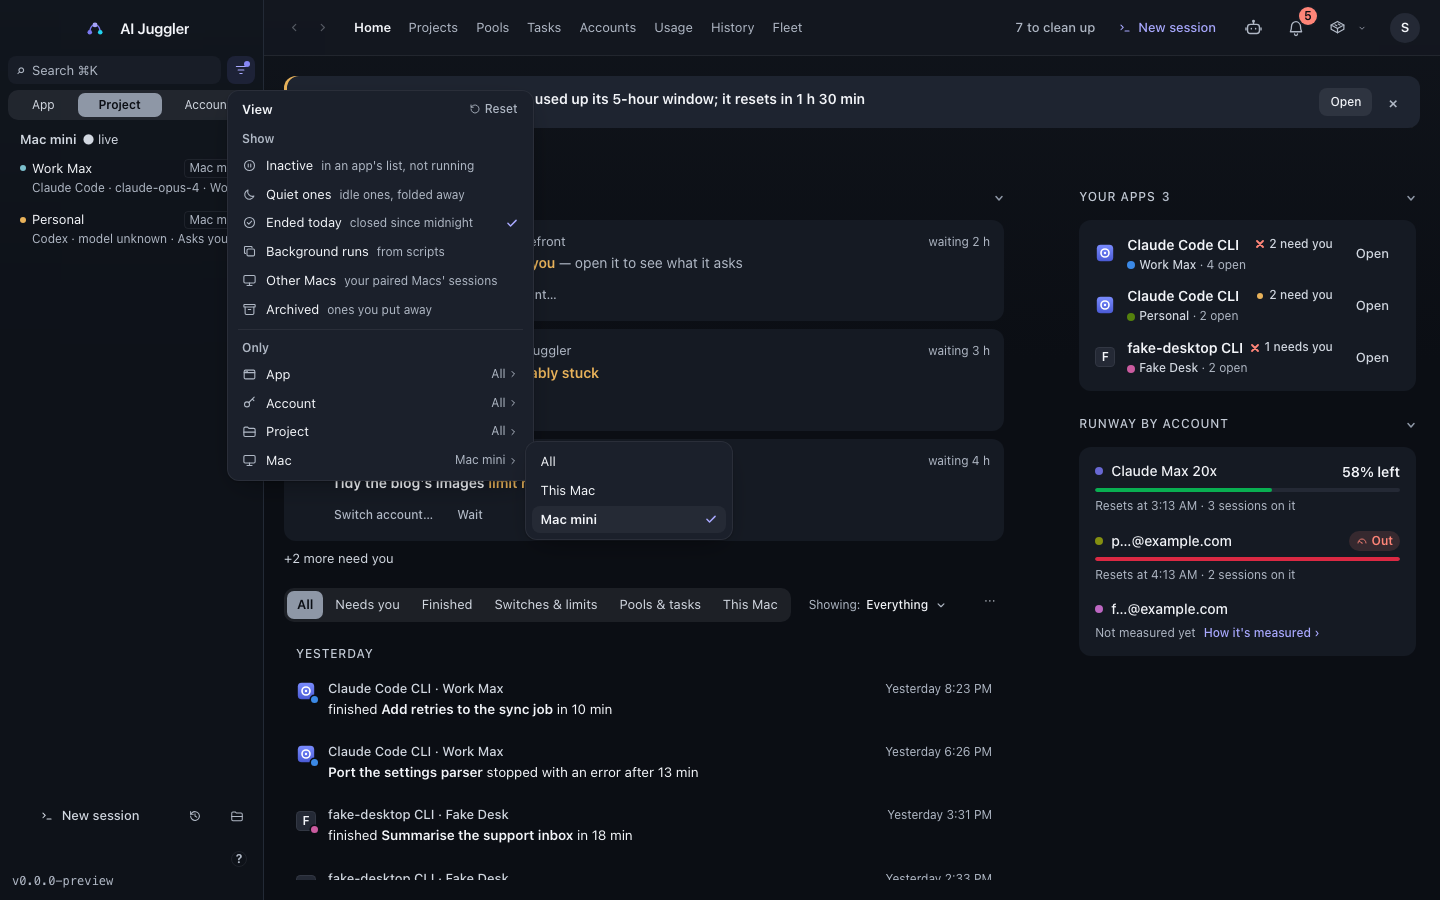 AI Juggler
Home
Projects
Pools
Tasks
Accounts
Usage
History
Fleet
7 to clean up
New session
5
S
Search ⌘K
App
Project
Accoun
Mac mini
live
Work Max
Mac m
Claude Code · claude-opus-4 · Wo
Personal
Mac m
Codex · model unknown · Asks you
New session
?
v0.0.0-preview
View
Reset
Show
Inactive in an app's list, not running
Quiet ones idle ones, folded away
Ended today closed since midnight
Background runs from scripts
Other Macs your paired Macs' sessions
Archived ones you put away
Only
App All ›
Account All ›
Project All ›
Mac Mac mini ›
All
This Mac
Mac mini
used up its 5-hour window; it resets in 1 h 30 min
Open
×
efront
waiting 2 h
you — open it to see what it asks
nt...
uggler
waiting 3 h
ably stuck
waiting 4 h
Tidy the blog's images limit r
Switch account...
Wait
+2 more need you
All
Needs you
Finished
Switches & limits
Pools & tasks
This Mac
Showing: Everything
...
YESTERDAY
Claude Code CLI · Work Max
Yesterday 8:23 PM
finished Add retries to the sync job in 10 min
Claude Code CLI · Work Max
Yesterday 6:26 PM
Port the settings parser stopped with an error after 13 min
F
fake-desktop CLI · Fake Desk
Yesterday 3:31 PM
finished Summarise the support inbox in 18 min
fake-desktop CLI · Fake Desk
Yesterday 2:33 PM
YOUR APPS 3
Claude Code CLI
2 need you
Work Max · 4 open
Open
Claude Code CLI
2 need you
Personal · 2 open
Open
F
fake-desktop CLI
1 needs you
Fake Desk · 2 open
Open
RUNWAY BY ACCOUNT
Claude Max 20x
58% left
Resets at 3:13 AM · 3 sessions on it
p...@example.com
Out
Resets at 4:13 AM · 2 sessions on it
f...@example.com
Not measured yet How it's measured ›